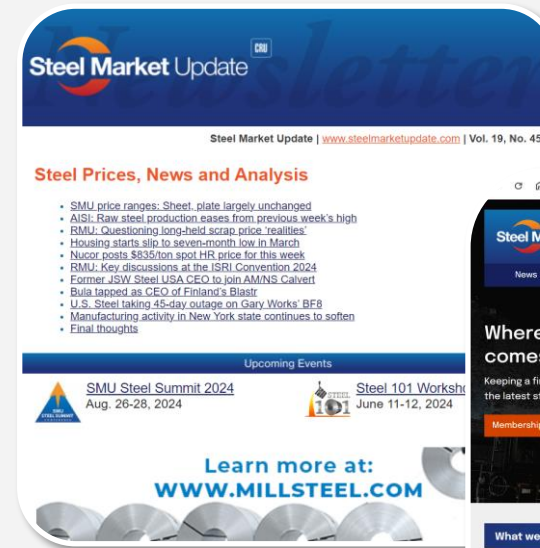 Newsletter
Steel Market Update
CRU
Steel Market Update | www.steelmarketupdate.com | Vol. 19, No. 45
Steel Prices, News and Analysis
SMU price ranges: Sheet, plate largely unchanged
AISI: Raw steel production eases from previous week's high
RMU: Questioning long-held scrap price 'realities'
Housing starts slip to seven-month low in March
Nucor posts $835/ton spot HR price for this week
RMU: Key discussions at the ISRI Convention 2024
Former JSW Steel USA CEO to join AM/NS Calvert
Bula tapped as CEO of Finland's Blastr
U.S. Steel taking 45-day outage on Gary Works' BF8
Manufacturing activity in New York state continues to soften
Final thoughts
Upcoming Events
SMU
STEEL SUMMIT
SMU Steel Summit 2024
Aug. 26-28, 2024
STEEL
101
Steel 101 Worksho
June 11-12, 2024
Learn more at:
WWW.MILLSTEEL.COM
Steel M
News
Where
comes
Keeping a fi
the latest st
Membership
What we